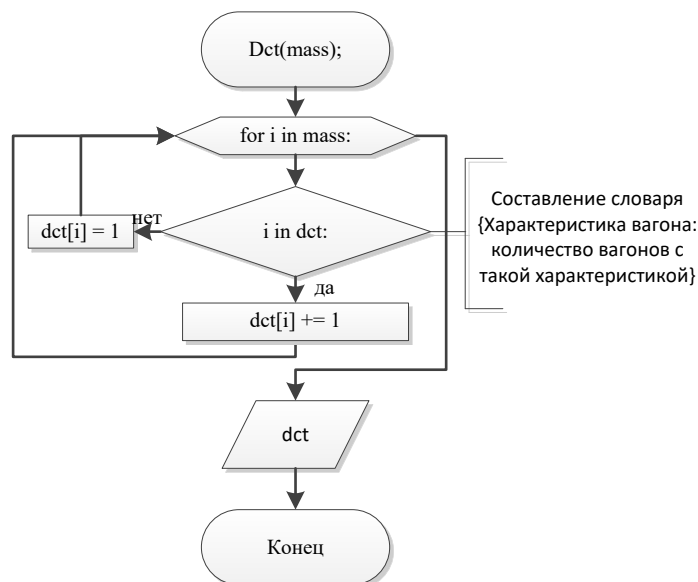 Dct(mass);
for i in mass:
i in dct:
нет
dct[i] = 1
да
dct[i] += 1
Составление словаря
{Характеристика вагона:
количество вагонов с
такой характеристикой}
dct
Конец